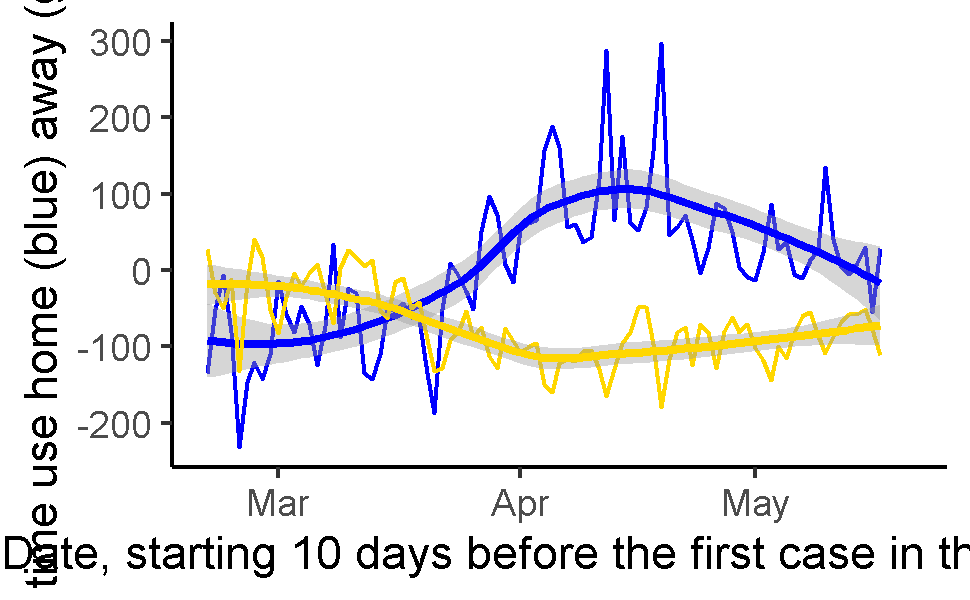 time use home (blue) away (
300
200
100
0
-100
-200
Mar Apr May
Date, starting 10 days before the first case in th